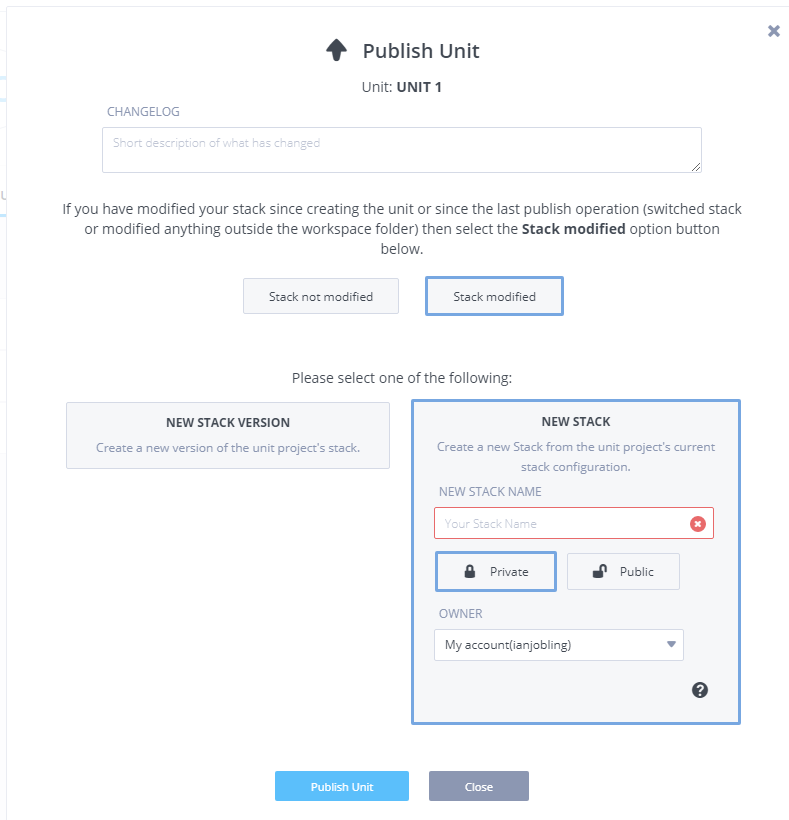 Publish Unit
Unit: UNIT 1
CHANGELOG
Short description of what has changed
If you have modified your stack since creating the unit or since the last publish operation (switched stack
or modified anything outside the workspace folder) then select the Stack modified option button
below.
Stack not modified
Stack modified
Please select one of the following:
NEW STACK VERSION
Create a new version of the unit project's stack.
NEW STACK
Create a new Stack from the unit project's current
stack configuration.
NEW STACK NAME
Your Stack Name
Private
Public
OWNER
My account(ianjobling)
?
Publish Unit
Close